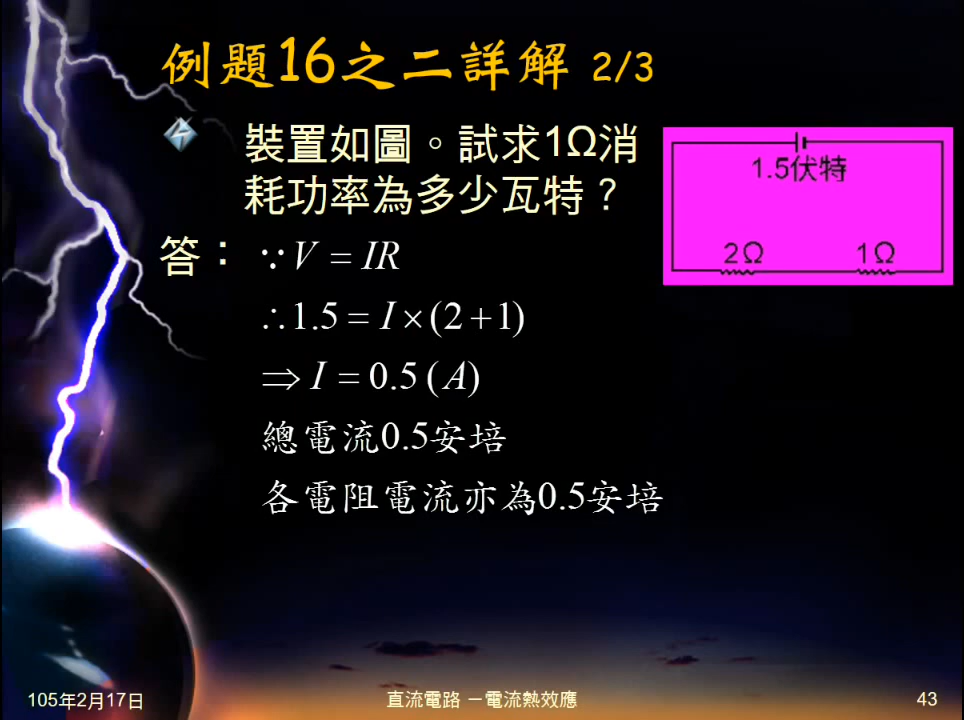 例題16之二詳解 2/3
裝置如圖。試求1Ω消
耗功率為多少瓦特？
1.5伏特
2Ω 1Ω
答： ∵V = IR
∴1.5 = I×(2+1)
⇒ I = 0.5 (A)
總電流0.5安培
各電阻電流亦為0.5安培
105年2月17日
直流電路 －電流熱效應
43